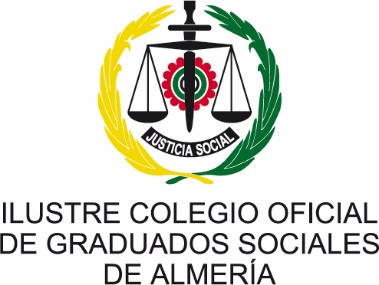 JUSTICIA SOCIAL
ILUSTRE COLEGIO OFICIAL
DE GRADUADOS SOCIALES
DE ALMERÍA